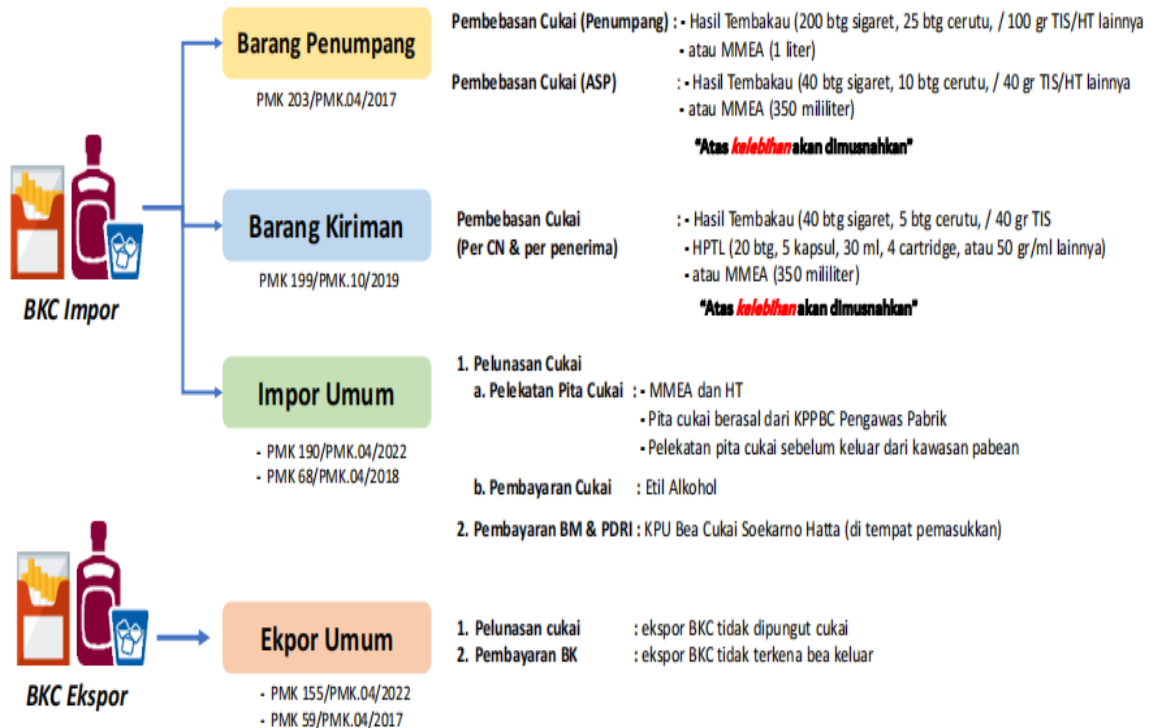 Barang Penumpang
PMK 203/PMK.04/2017
Pembebasan Cukai (Penumpang) : - Hasil Tembakau (200 btg sigaret, 25 btg cerutu, / 100 gr TIS/HT lainnya
- atau MMEA (1 liter)
Pembebasan Cukai (ASP) : - Hasil Tembakau (40 btg sigaret, 10 btg cerutu, / 40 gr TIS/HT lainnya
- atau MMEA (350 mililiter)
"Atas kelebihan akan dimusnahkan"
BKC Impor
Barang Kiriman
PMK 199/PMK.10/2019
Pembebasan Cukai : - Hasil Tembakau (40 btg sigaret, 5 btg cerutu, / 40 gr TIS
(Per CN & per penerima) - HPTL (20 btg, 5 kapsul, 30 ml, 4 cartridge, atau 50 gr/ml lainnya)
- atau MMEA (350 mililiter)
"Atas kelebihan akan dimusnahkan"
Impor Umum
- PMK 190/PMK.04/2022
- PMK 68/PMK.04/2018
1. Pelunasan Cukai
a. Pelekatan Pita Cukai : - MMEA dan HT
- Pita cukai berasal dari KPPBC Pengawas Pabrik
- Pelekatan pita cukai sebelum keluar dari kawasan pabean
b. Pembayaran Cukai : Etil Alkohol
2. Pembayaran BM & PDRI : KPU Bea Cukai Soekarno Hatta (di tempat pemasukkan)
BKC Ekspor
Ekpor Umum
- PMK 155/PMK.04/2022
- PMK 59/PMK.04/2017
1. Pelunasan cukai : ekspor BKC tidak dipungut cukai
2. Pembayaran BK : ekspor BKC tidak terkena bea keluar